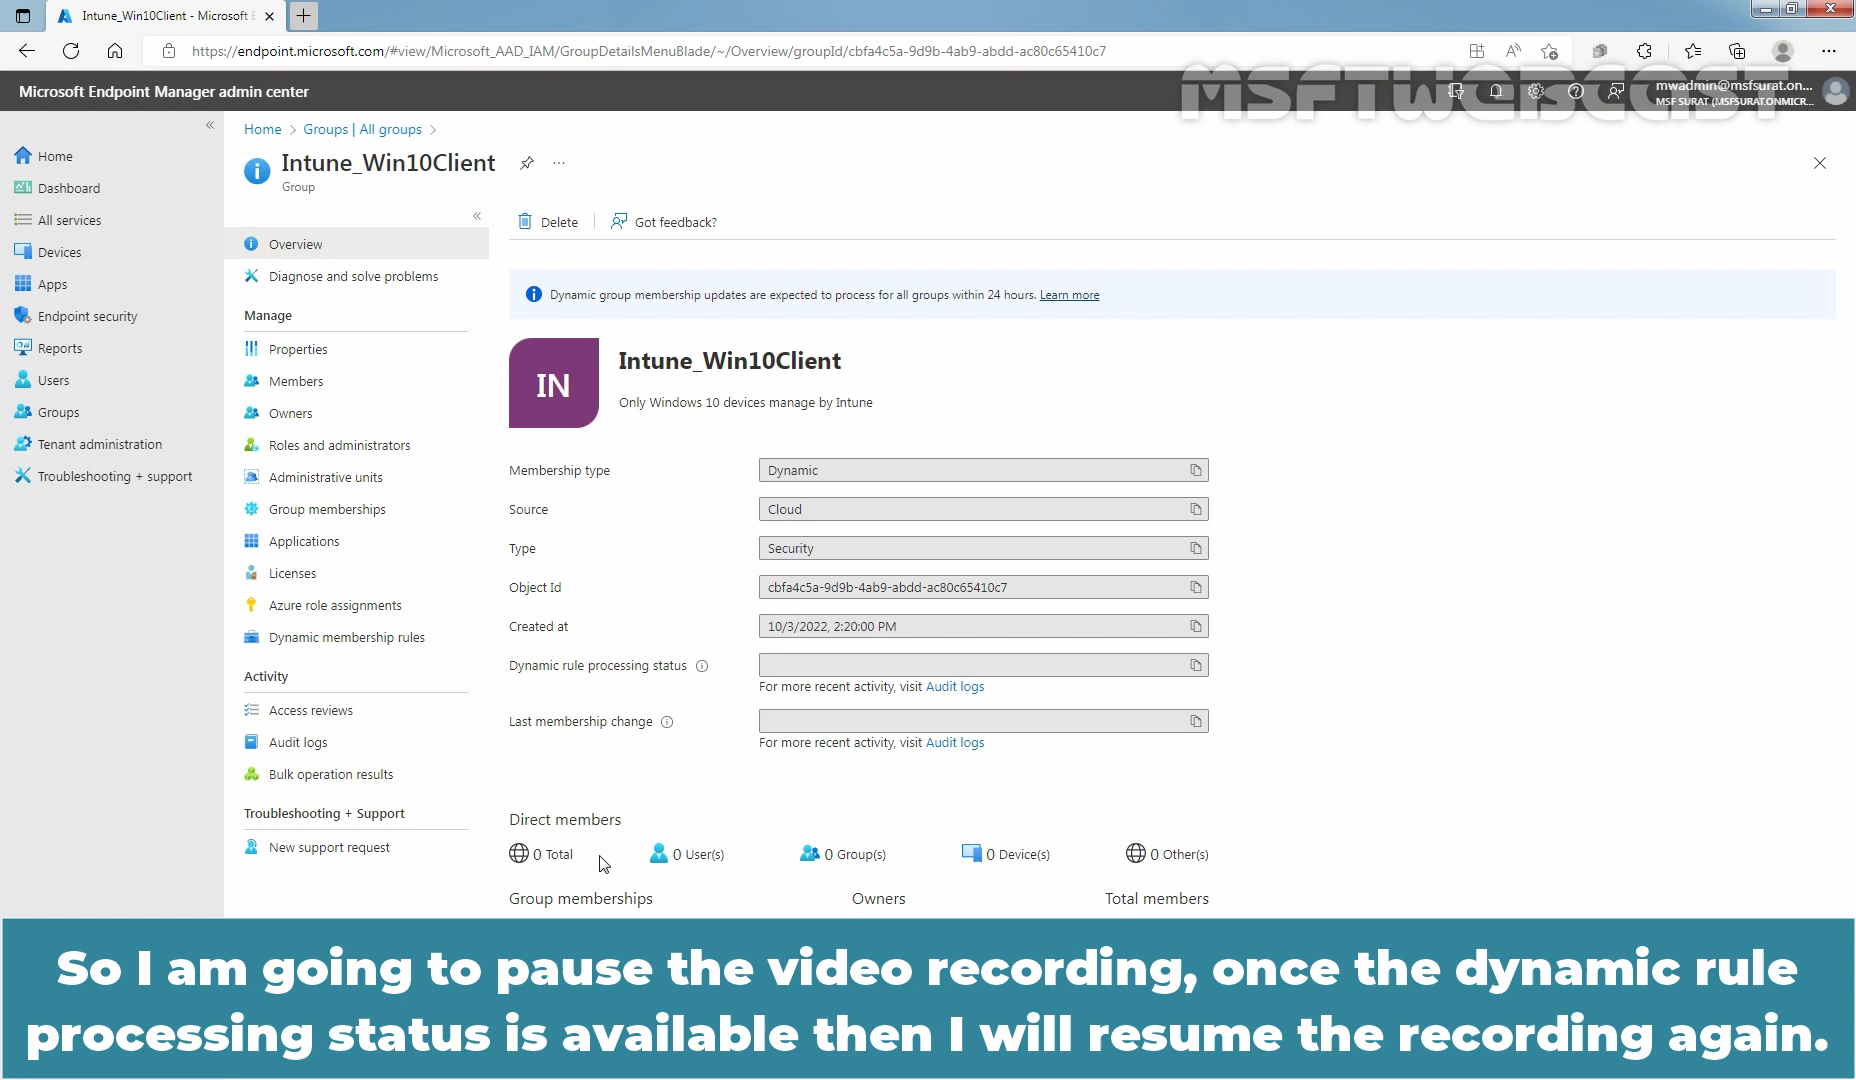 Intune_Win10Client - Microsoft E
https://endpoint.microsoft.com/#view/Microsoft_AAD_IAM/GroupDetailsMenuBlade/~/Overview/groupId/cbfa4c5a-9d9b-4ab9-abdd-ac80c65410c7
Microsoft Endpoint Manager admin center
MSFTWEBCAST
mwadmin@msfsurat.on...
MSF SURAT (MSFSURAT.ONMICR...
Home
Dashboard
All services
Devices
Apps
Endpoint security
Reports
Users
Groups
Tenant administration
Troubleshooting + support
Home > Groups | All groups >
Intune_Win10Client
Group
Overview
Diagnose and solve problems
Manage
Properties
Members
Owners
Roles and administrators
Administrative units
Group memberships
Applications
Licenses
Azure role assignments
Dynamic membership rules
Activity
Access reviews
Audit logs
Bulk operation results
Troubleshooting + Support
New support request
Delete
Got feedback?
Dynamic group membership updates are expected to process for all groups within 24 hours. Learn more
IN
Intune_Win10Client
Only Windows 10 devices manage by Intune
Membership type Dynamic
Source Cloud
Type Security
Object Id cbfa4c5a-9d9b-4ab9-abdd-ac80c65410c7
Created at 10/3/2022, 2:20:00 PM
Dynamic rule processing status
For more recent activity, visit Audit logs
Last membership change
For more recent activity, visit Audit logs
Direct members
0 Total 0 User(s) 0 Group(s) 0 Device(s) 0 Other(s)
Group memberships Owners Total members
So I am going to pause the video recording, once the dynamic rule
processing status is available then I will resume the recording again.